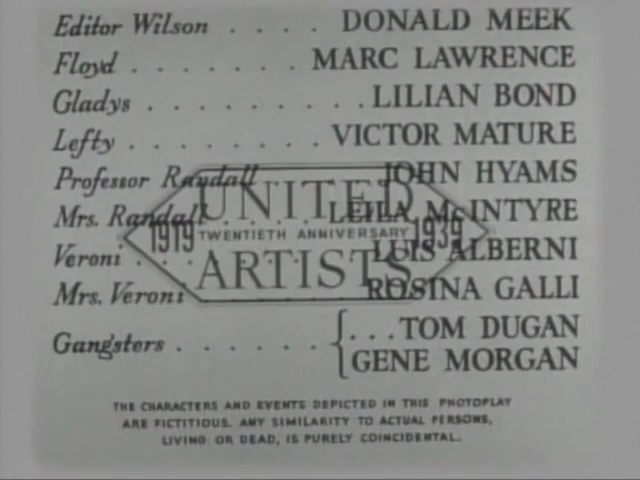 Editor Wilson . . . . DONALD MEEK
Floyd . . . . . . . MARC LAWRENCE
Gladys . . . . . . . . . LILIAN BOND
Lefty . . . . . . . . VICTOR MATURE
Professor Randall JOHN HYAMS
Mrs. Randall . . . . . LEILA McINTYRE
Veroni . . . . LUIS ALBERNI
Mrs. Veroni ROSINA GALLI
Gangsters . . . . . . { . . . TOM DUGAN
GENE MORGAN
UNITED
1919 TWENTIETH ANNIVERSARY 1939
ARTISTS
THE CHARACTERS AND EVENTS DEPICTED IN THIS PHOTOPLAY
ARE FICTITIOUS. ANY SIMILARITY TO ACTUAL PERSONS,
LIVING OR DEAD, IS PURELY COINCIDENTAL.